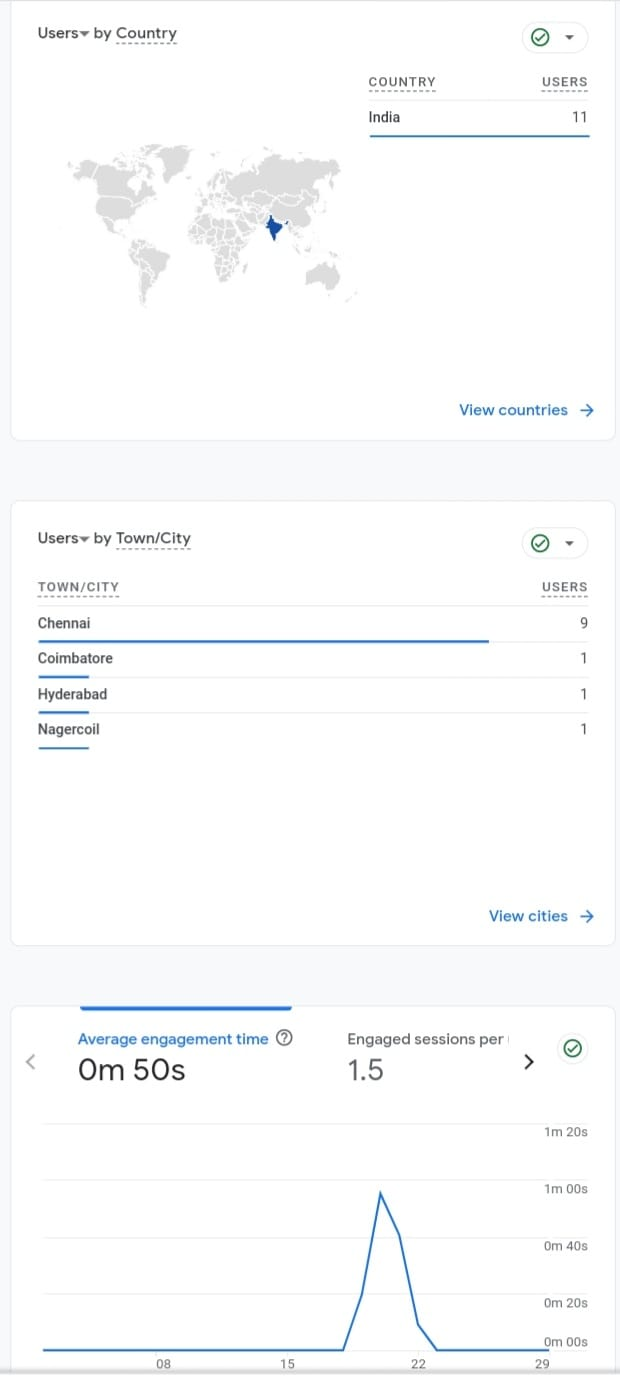 Users by Country
COUNTRY USERS
India 11
View countries
Users by Town/City
TOWN/CITY USERS
Chennai 9
Coimbatore 1
Hyderabad 1
Nagercoil 1
View cities
Average engagement time Engaged sessions per
0m 50s 1.5
1m 20s
1m 00s
0m 40s
0m 20s
0m 00s
08 15 22 29